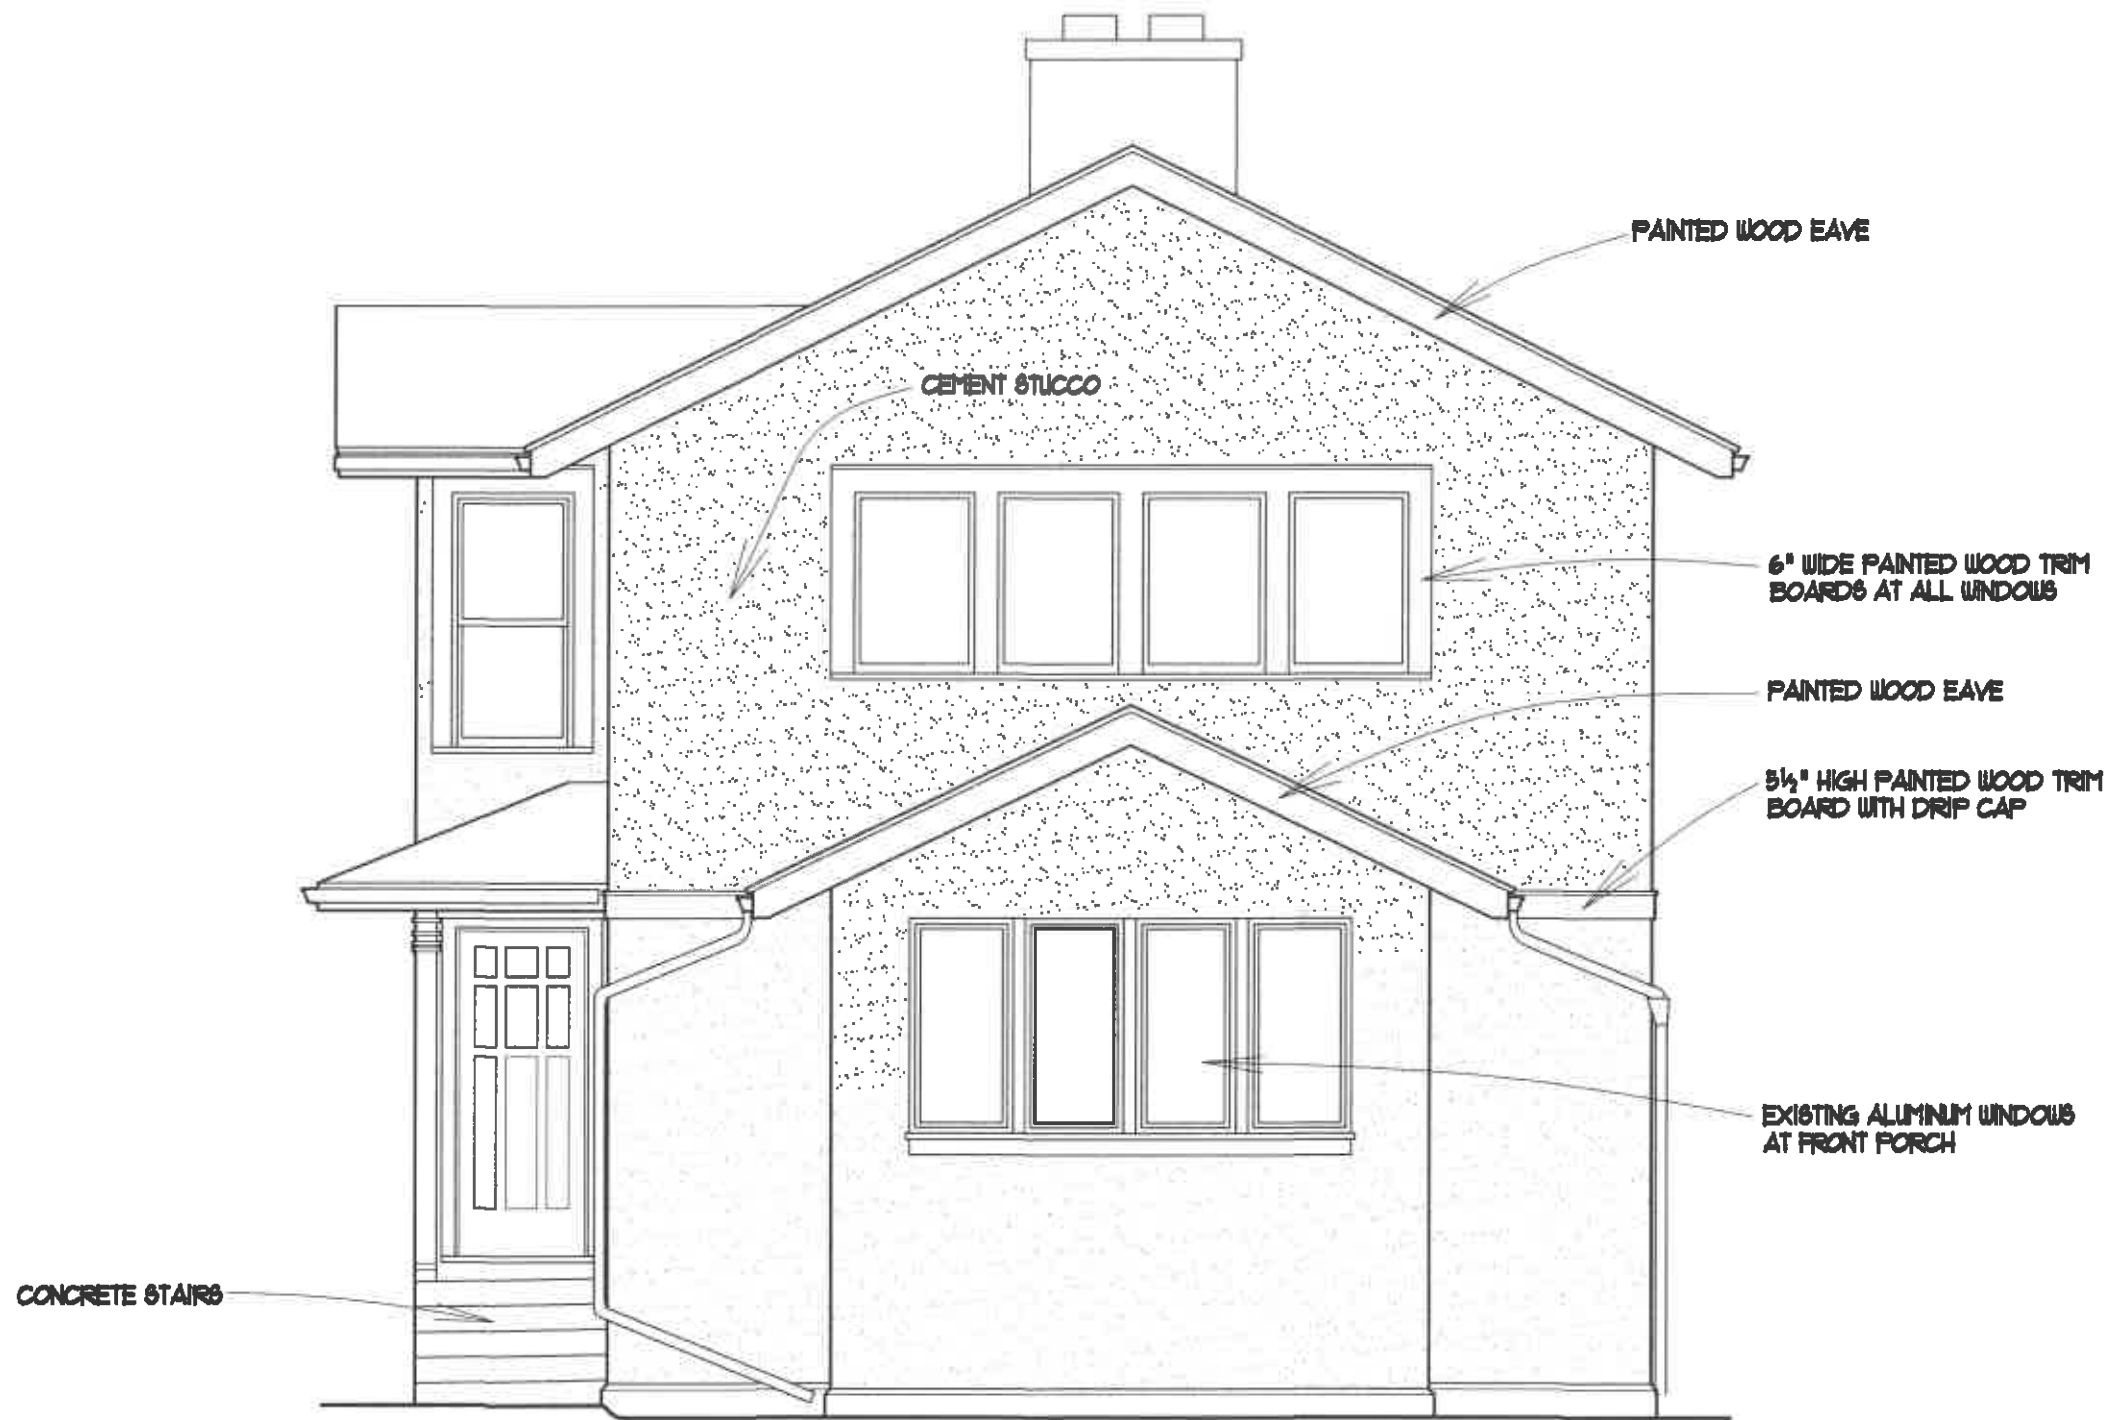 PAINTED WOOD EAVE
CEMENT STUCCO
6" WIDE PAINTED WOOD TRIM
BOARDS AT ALL WINDOWS
PAINTED WOOD EAVE
5½" HIGH PAINTED WOOD TRIM
BOARD WITH DRIP CAP
EXISTING ALUMINUM WINDOWS
AT FRONT PORCH
CONCRETE STAIRS